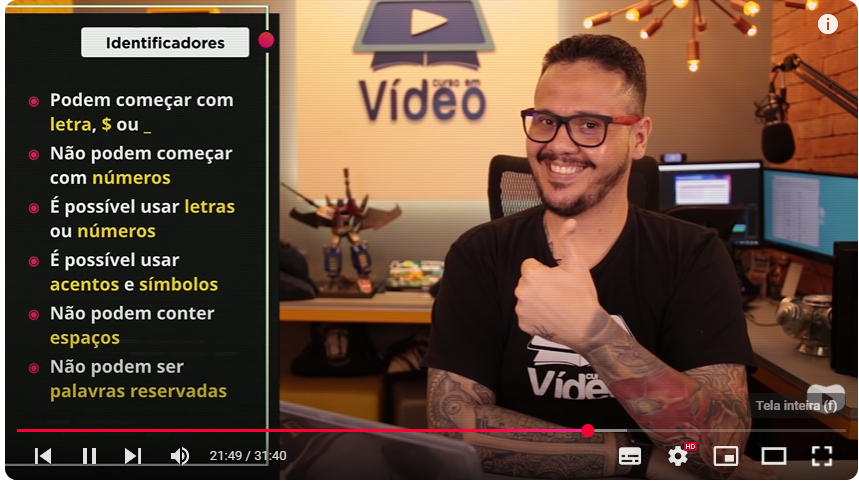 Identificadores
Podem começar com
letra, $ ou _
Não podem começar
com números
É possível usar letras
ou números
É possível usar
acentos e símbolos
Não podem conter
espaços
Não podem ser
palavras reservadas
curso em
Vídeo
Vídeo
Tela inteira (f)
21:49 / 31:40
HD